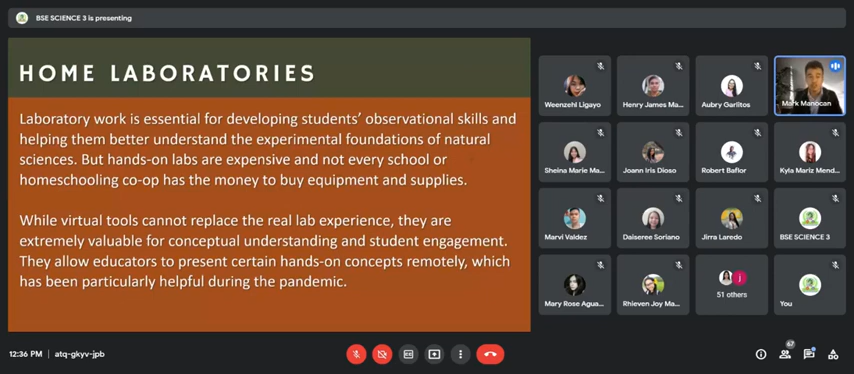 BSE SCIENCE 3 is presenting
HOME LABORATORIES
Laboratory work is essential for developing students' observational skills and
helping them better understand the experimental foundations of natural
sciences. But hands-on labs are expensive and not every school or
homeschooling co-op has the money to buy equipment and supplies.
While virtual tools cannot replace the real lab experience, they are
extremely valuable for conceptual understanding and student engagement.
They allow educators to present certain hands-on concepts remotely, which
has been particularly helpful during the pandemic.
Weenzehl Ligayo
Henry James Ma...
Aubry Garlitos
Mark Manocan
Sheina Marie Ma...
Joann Iris Dioso
Robert Baflor
Kyla Mariz Mend...
Marvi Valdez
Daiseree Soriano
Jirra Laredo
BSE SCIENCE 3
Mary Rose Agua...
Rhieven Joy Ma...
j
51 others
You
12:36 PM | atq-gkyv-jpb
67